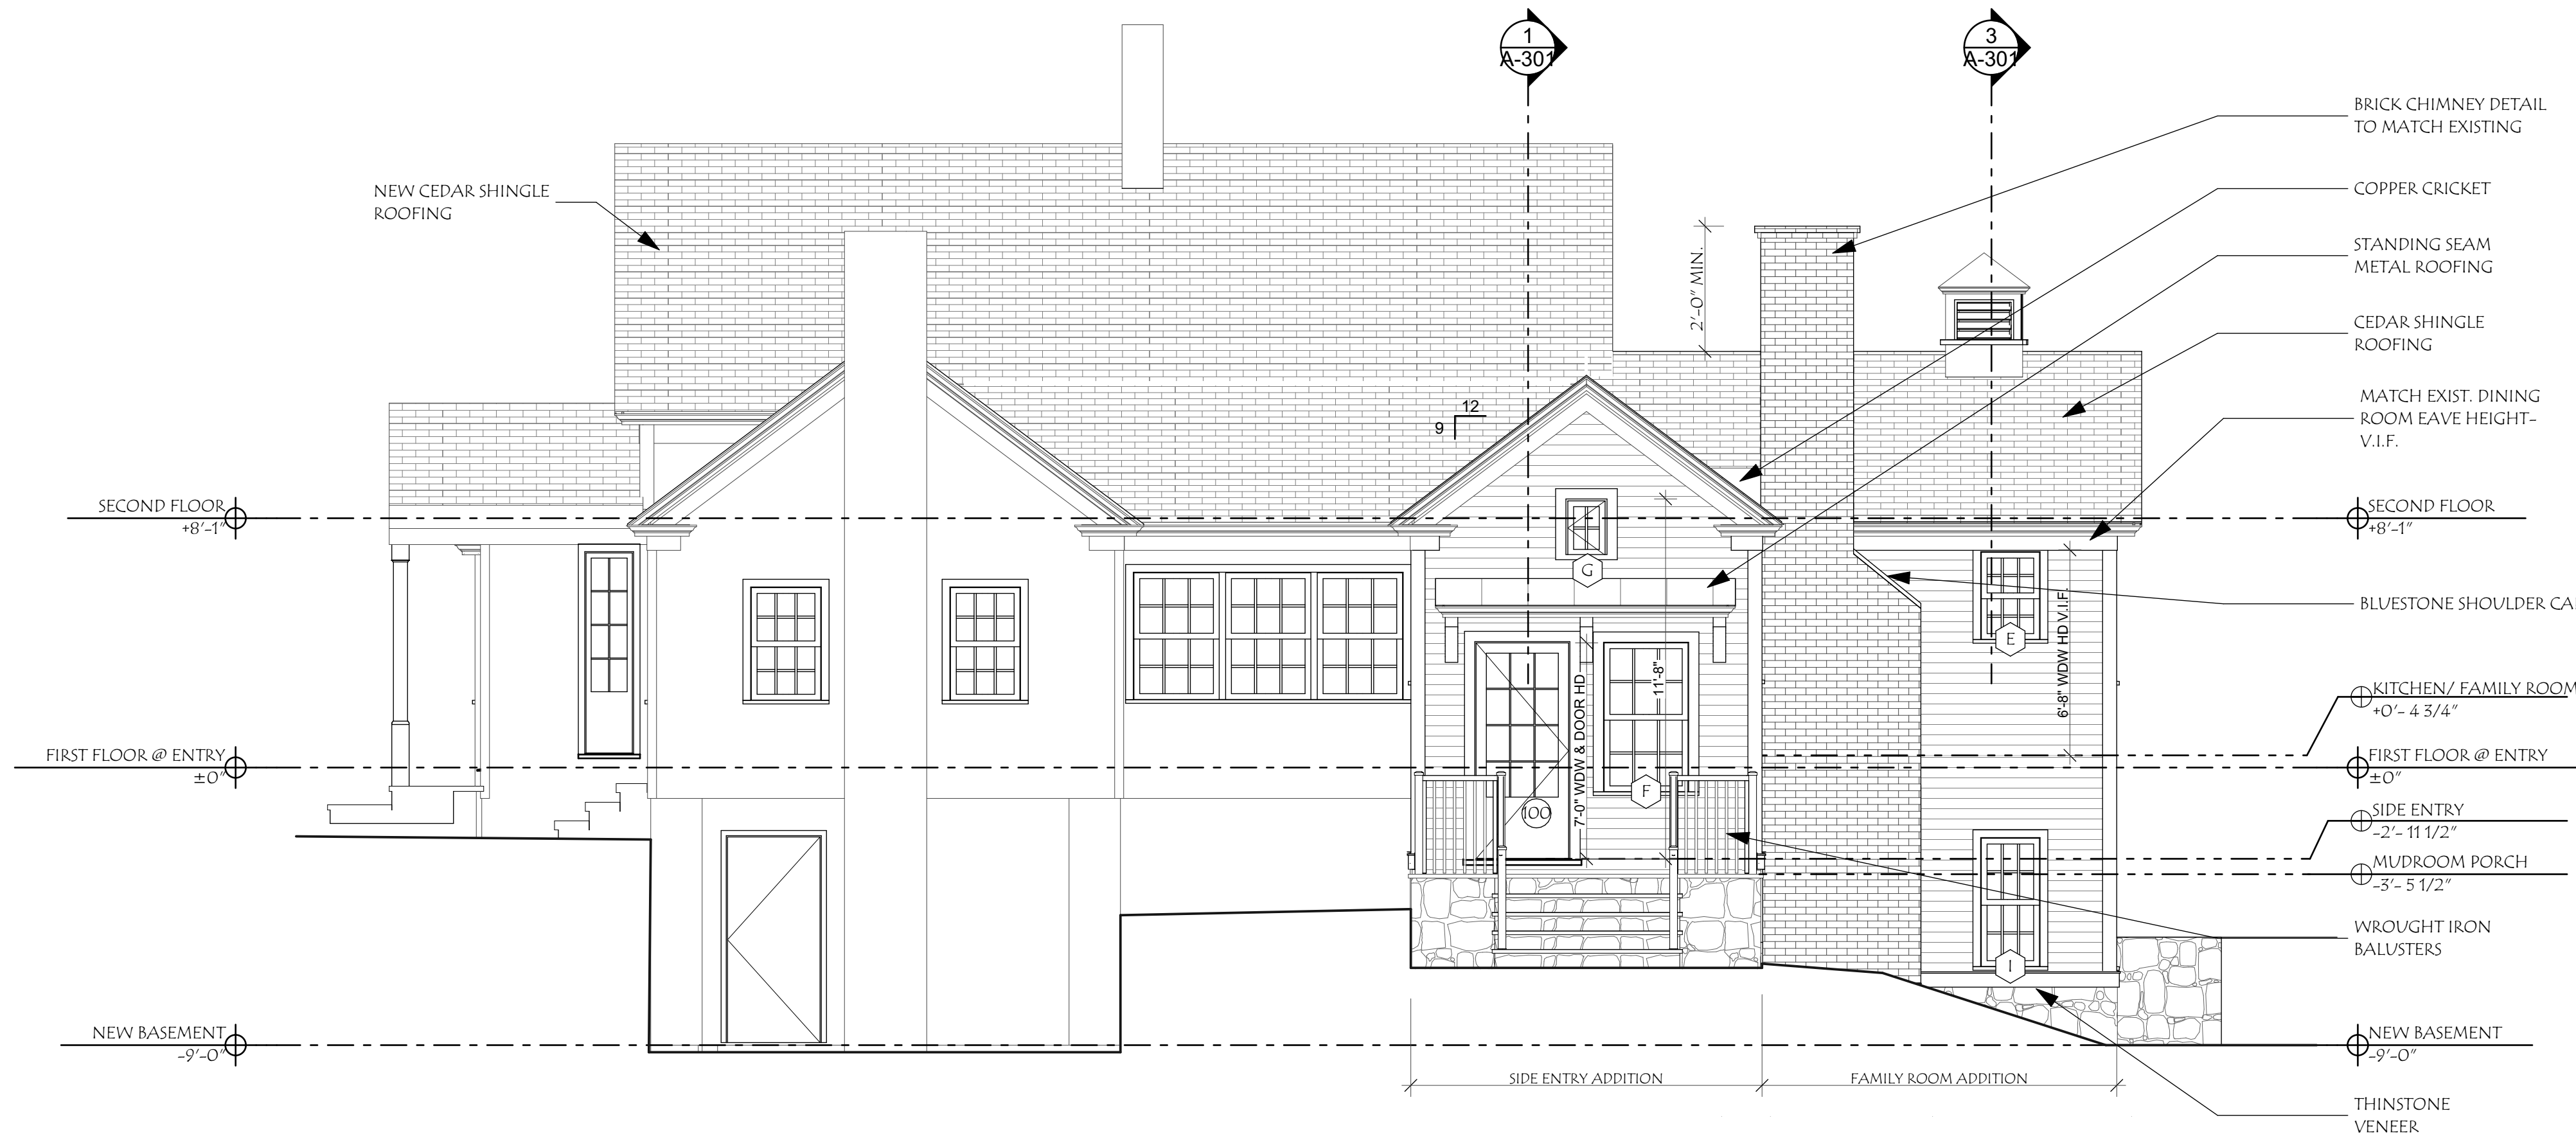 1
A-301
3
A-301
BRICK CHIMNEY DETAIL
TO MATCH EXISTING
NEW CEDAR SHINGLE
ROOFING
COPPER CRICKET
STANDING SEAM
METAL ROOFING
2'-0" MIN.
CEDAR SHINGLE
ROOFING
MATCH EXIST. DINING
ROOM EAVE HEIGHT-
V.I.F.
12
9
SECOND FLOOR
+8'-1"
SECOND FLOOR
+8'-1"
G
BLUESTONE SHOULDER CA
E
6'-8" WDW HD V.I.F.
11'-8"
7'-0" WDW & DOOR HD
KITCHEN/ FAMILY ROOM
+0'- 4 3/4"
FIRST FLOOR @ ENTRY
±0"
FIRST FLOOR @ ENTRY
±0"
F
100
SIDE ENTRY
-2'- 11 1/2"
MUDROOM PORCH
-3'- 5 1/2"
WROUGHT IRON
BALUSTERS
I
NEW BASEMENT
-9'-0"
NEW BASEMENT
-9'-0"
SIDE ENTRY ADDITION
FAMILY ROOM ADDITION
THINSTONE
VENEER